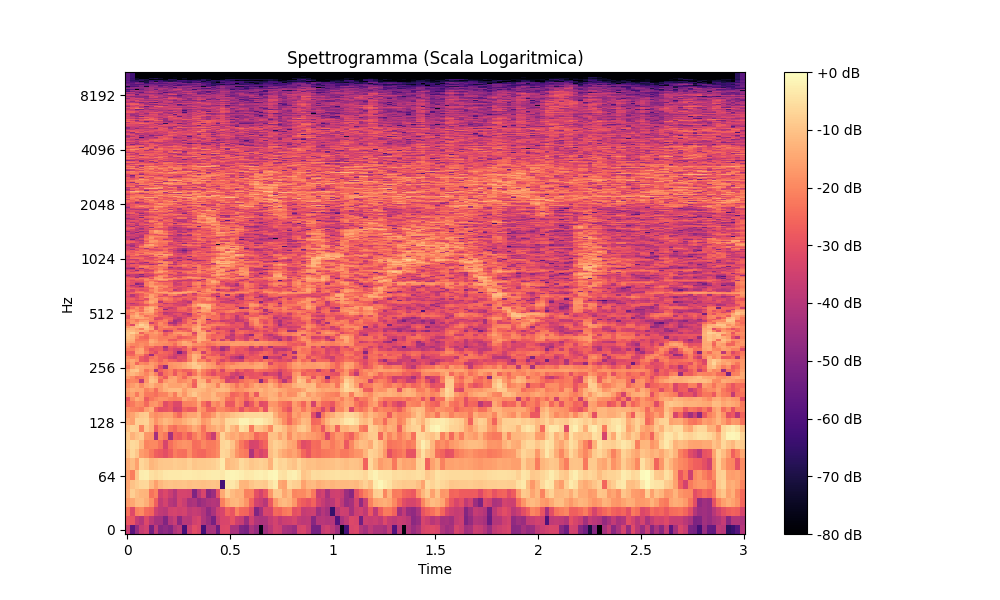 Spettrogramma (Scala Logaritmica)
Hz
8192
4096
2048
1024
512
256
128
64
0
0
0.5
1
1.5
2
2.5
3
Time
+0 dB
-10 dB
-20 dB
-30 dB
-40 dB
-50 dB
-60 dB
-70 dB
-80 dB